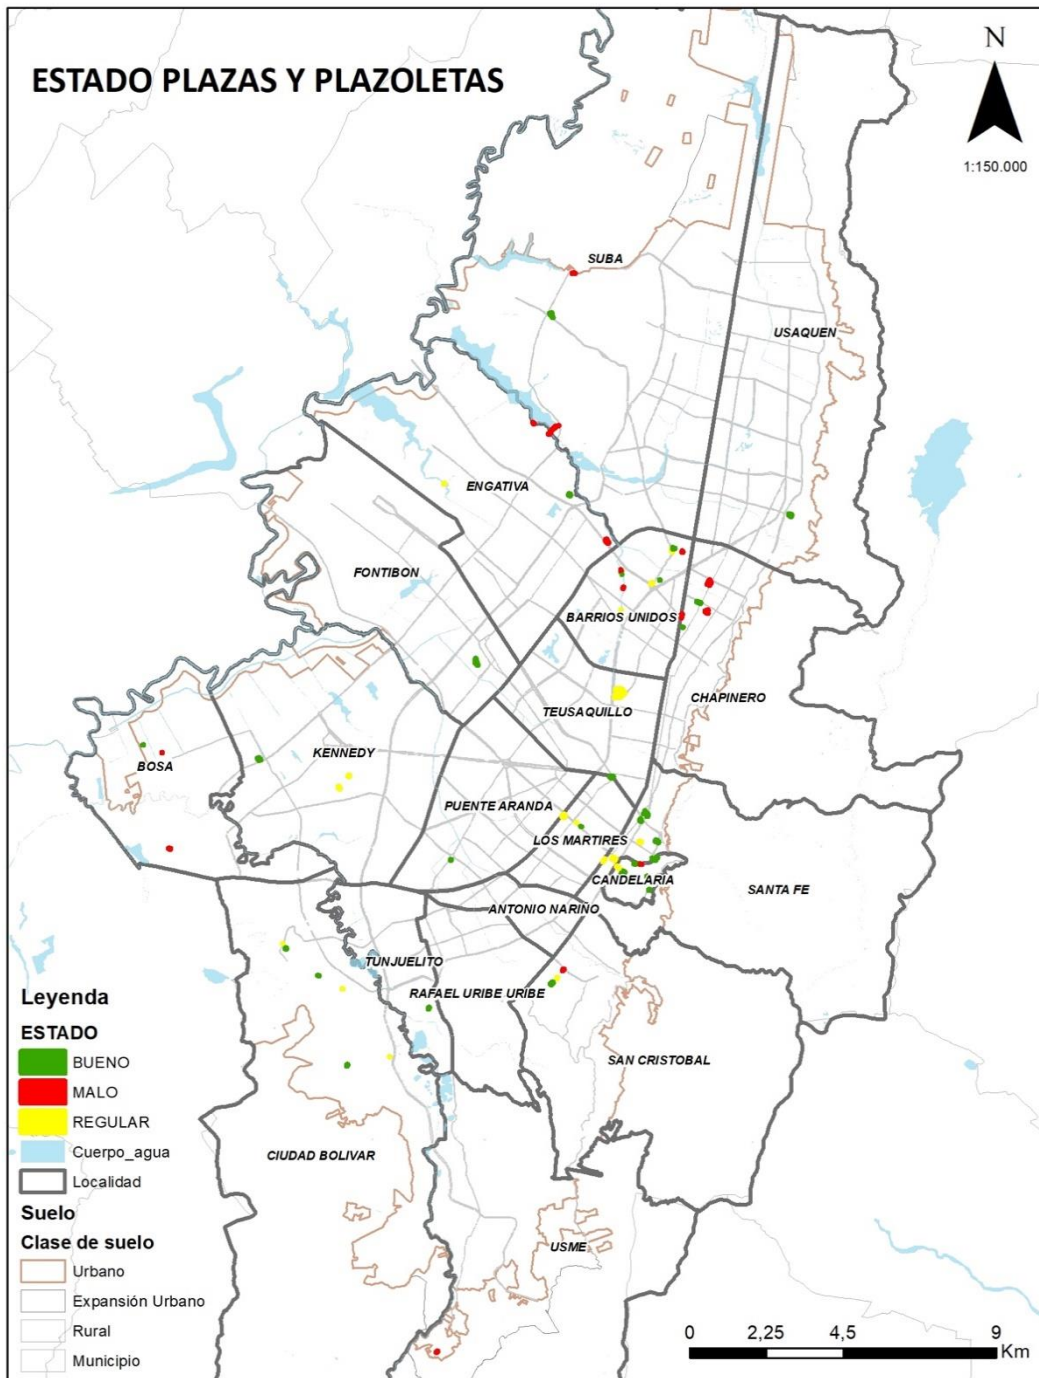 ESTADO PLAZAS Y PLAZOLETAS
N
1:150.000
SUBA
USAQUEN
ENGATIVA
FONTIBON
BARRIOS UNIDOS
CHAPINERO
TEUSAQUILLO
KENNEDY
BOSA
PUENTE ARANDA
LOS MARTIRES
CANDELARIA
SANTA FE
ANTONIO NARIÑO
TUNJUELITO
RAFAEL URIBE URIBE
SAN CRISTOBAL
CIUDAD BOLIVAR
USME
Leyenda
ESTADO
BUENO
MALO
REGULAR
Cuerpo_agua
Localidad
Suelo
Clase de suelo
Urbano
Expansión Urbano
Rural
Municipio
0 2,25 4,5 9
Km